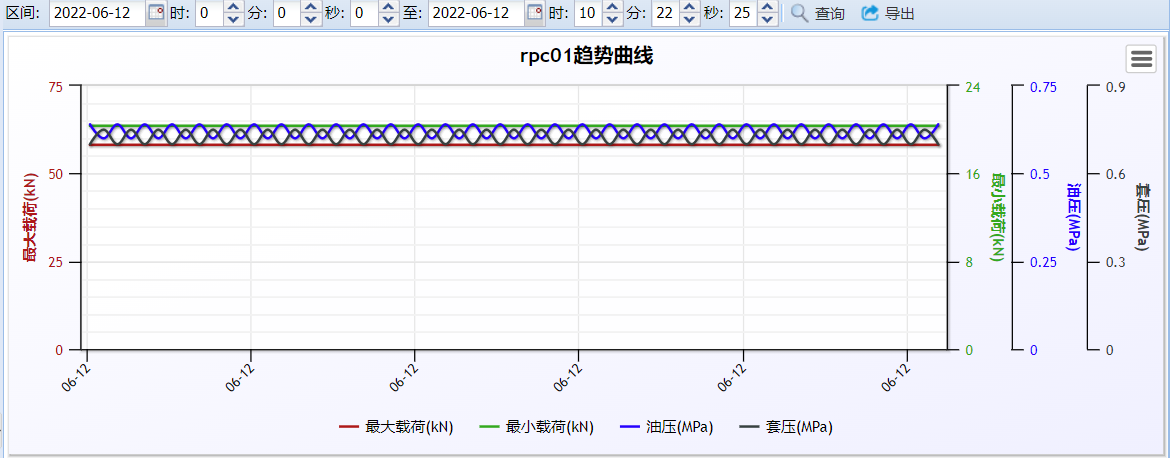 区间: 2022-06-12 时: 0 分: 0 秒: 0 至: 2022-06-12 时: 10 分: 22 秒: 25 查询 导出
rpc01趋势曲线
75 24 0.75 0.9
50 16 0.5 0.6
25 8 0.25 0.3
0 0 0 0
最大载荷(kN)
最小载荷(kN)
油压(MPa)
套压(MPa)
06-12 06-12 06-12 06-12 06-12 06-12
最大载荷(kN) 最小载荷(kN) 油压(MPa) 套压(MPa)